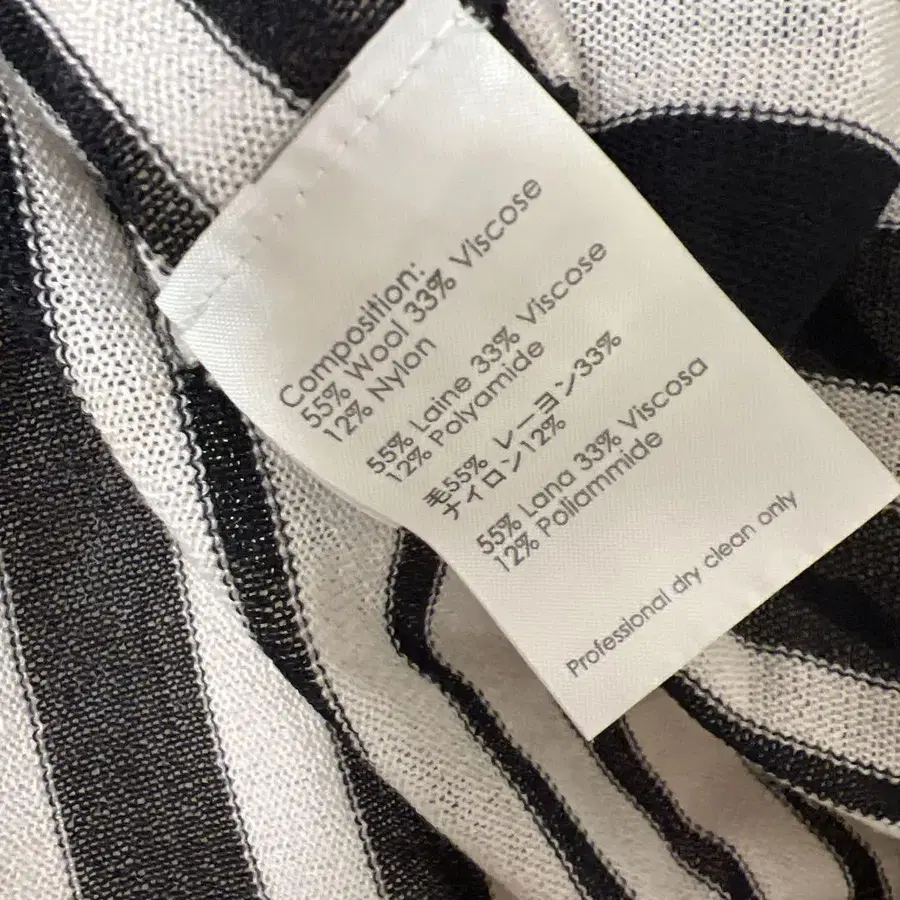 Composition:
55% Wool 33% Viscose
12% Nylon
55% Laine 33% Viscose
12% Polyamide
毛55% レーヨン33%
ナイロン12%
55% Lana 33% Viscosa
12% Poliammide
Professional dry clean only